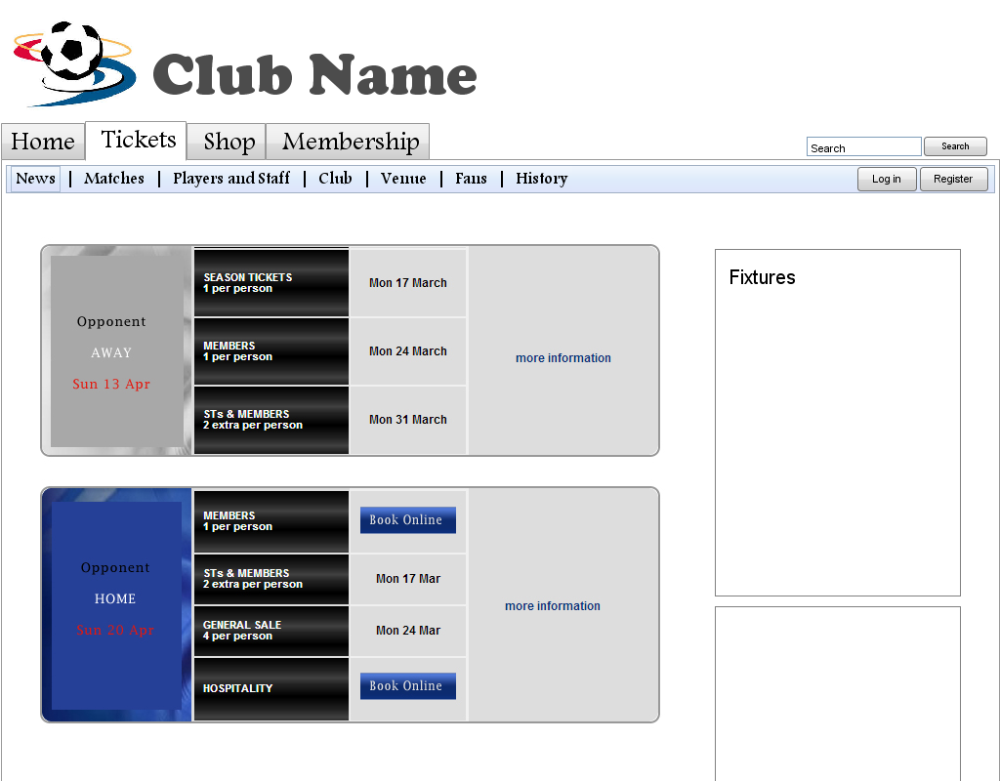 Club Name
Home Tickets Shop Membership
Search Search
News | Matches | Players and Staff | Club | Venue | Fans | History
Log in Register
Opponent
AWAY
Sun 13 Apr
SEASON TICKETS
1 per person
Mon 17 March
MEMBERS
1 per person
Mon 24 March
STs & MEMBERS
2 extra per person
Mon 31 March
more information
Fixtures
Opponent
HOME
Sun 20 Apr
MEMBERS
1 per person
Book Online
STs & MEMBERS
2 extra per person
Mon 17 Mar
GENERAL SALE
4 per person
Mon 24 Mar
HOSPITALITY
Book Online
more information